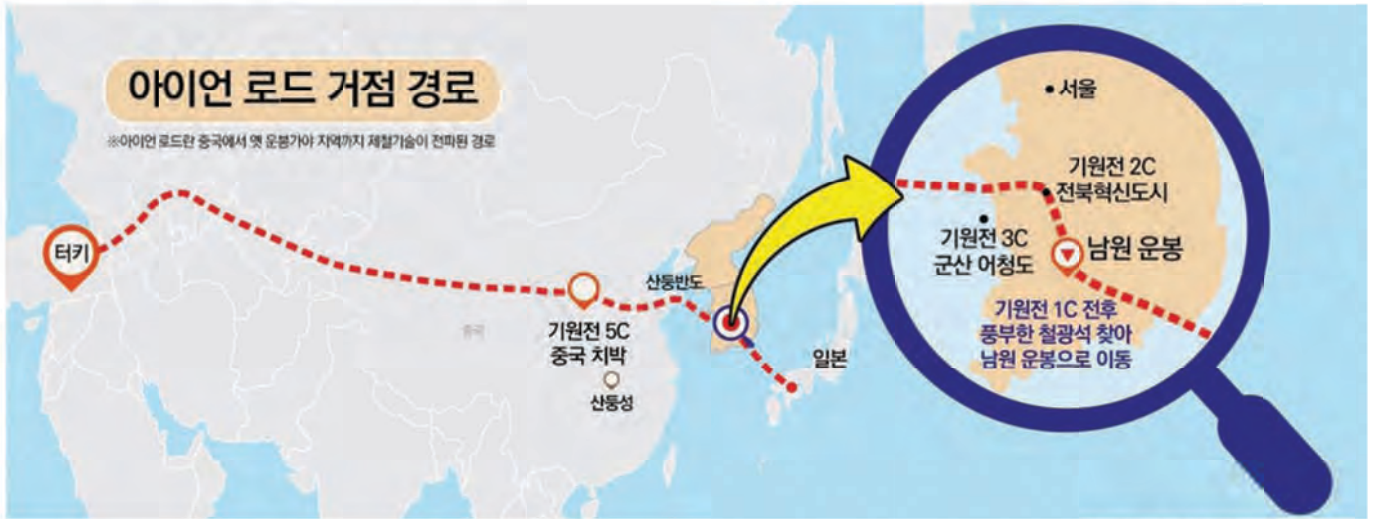 아이언 로드 거점 경로
※아이언 로드란 중국에서 옛 운봉가야 지역까지 제철기술이 전파된 경로
터키
중국
기원전 5C
중국 치박
산둥성
산둥반도
일본
서울
기원전 2C
전북혁신도시
기원전 3C
군산 어청도
남원 운봉
기원전 1C 전후
풍부한 철광석 찾아
남원 운봉으로 이동